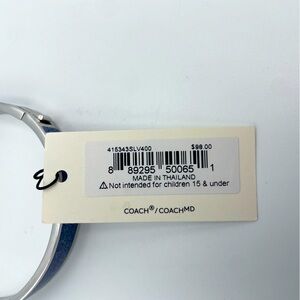 415343SLV400 $98.00
8 89295 50065 1
MADE IN THAILAND
⚠ Not intended for children 15 & under
COACH® / COACHMD